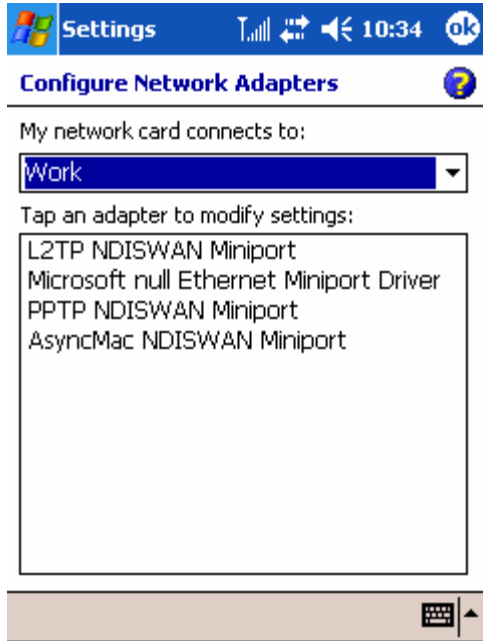 Settings 10:34 ok
Configure Network Adapters ?
My network card connects to:
Work
Tap an adapter to modify settings:
L2TP NDISWAN Miniport
Microsoft null Ethernet Miniport Driver
PPTP NDISWAN Miniport
AsyncMac NDISWAN Miniport